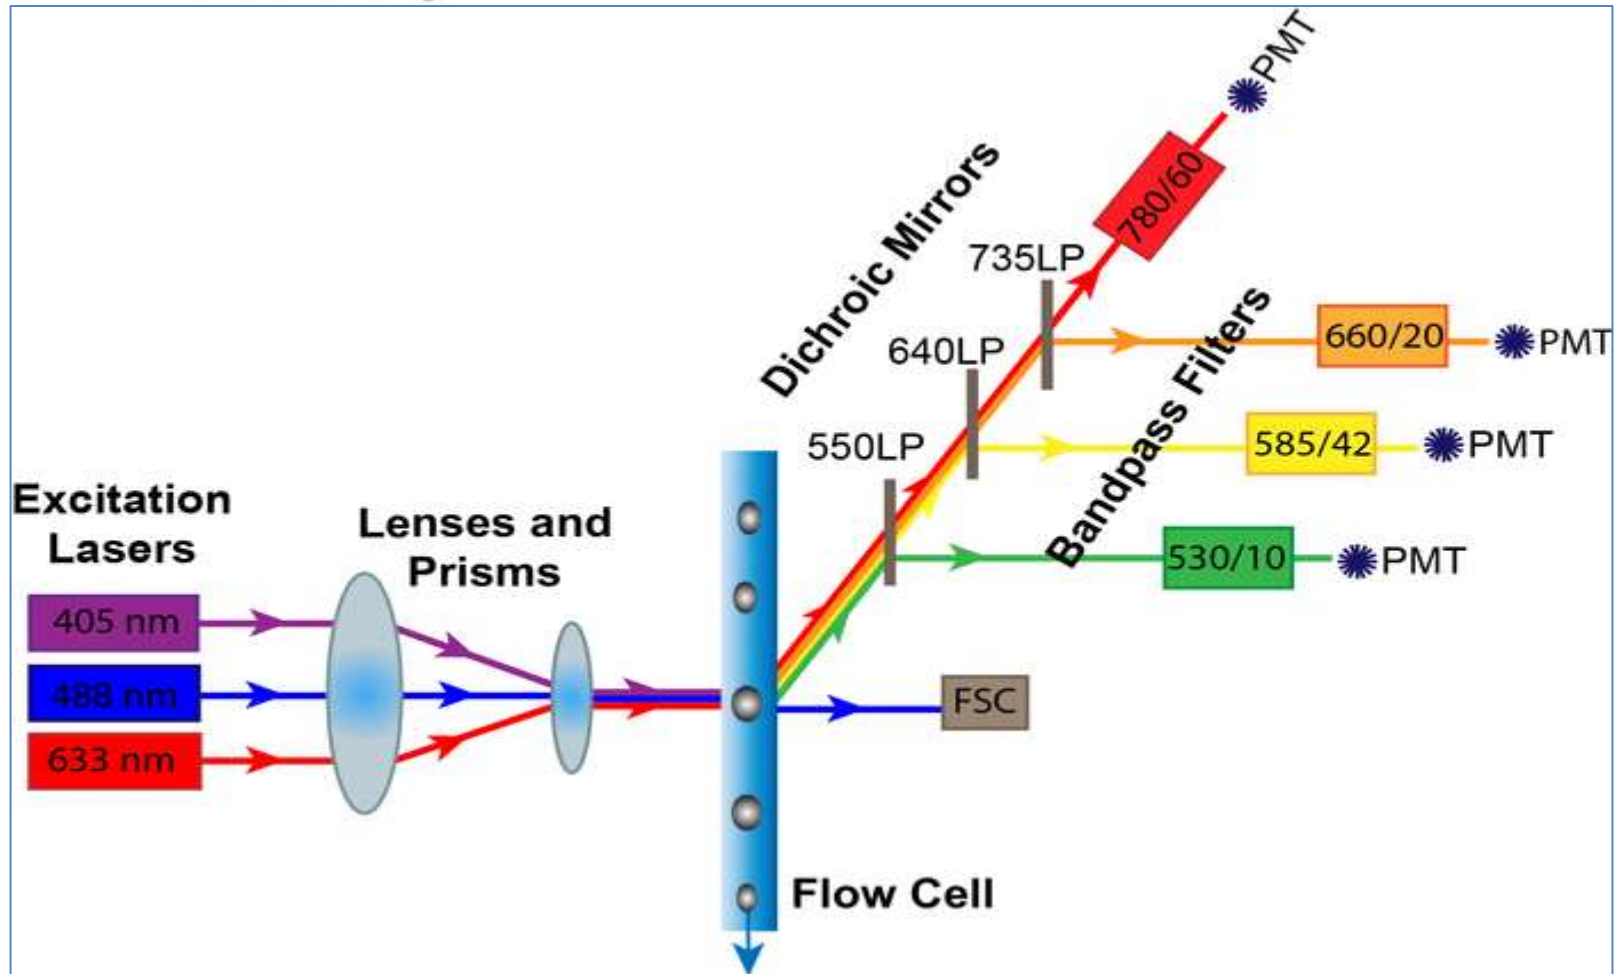 PMT
780/60
Dichroic Mirrors
735LP
660/20
PMT
640LP
Bandpass Filters
585/42
PMT
550LP
530/10
PMT
Excitation
Lasers
Lenses and
Prisms
405 nm
488 nm
633 nm
FSC
Flow Cell